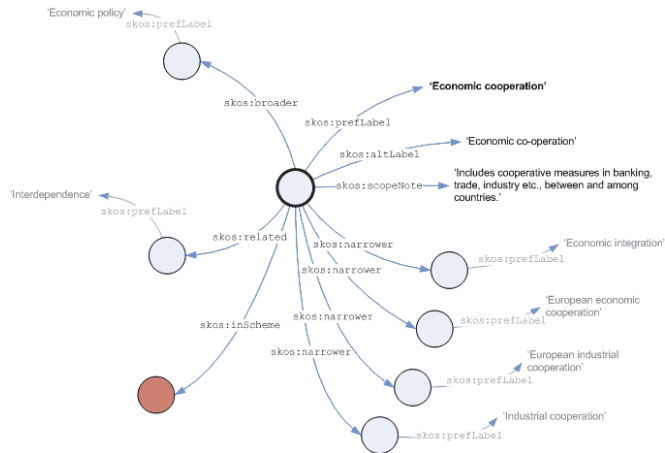 'Economic policy'
skos:prefLabel
skos:broader
'Economic cooperation'
skos:prefLabel
'Economic co-operation'
skos:altLabel
'Includes cooperative measures in banking,
trade, industry etc., between and among
countries.'
skos:scopeNote
'Interdependence'
skos:prefLabel
skos:related
skos:narrower
'Economic integration'
skos:prefLabel
skos:narrower
'European economic
cooperation'
skos:prefLabel
skos:inScheme
skos:narrower
'European industrial
cooperation'
skos:prefLabel
skos:narrower
'Industrial cooperation'
skos:prefLabel